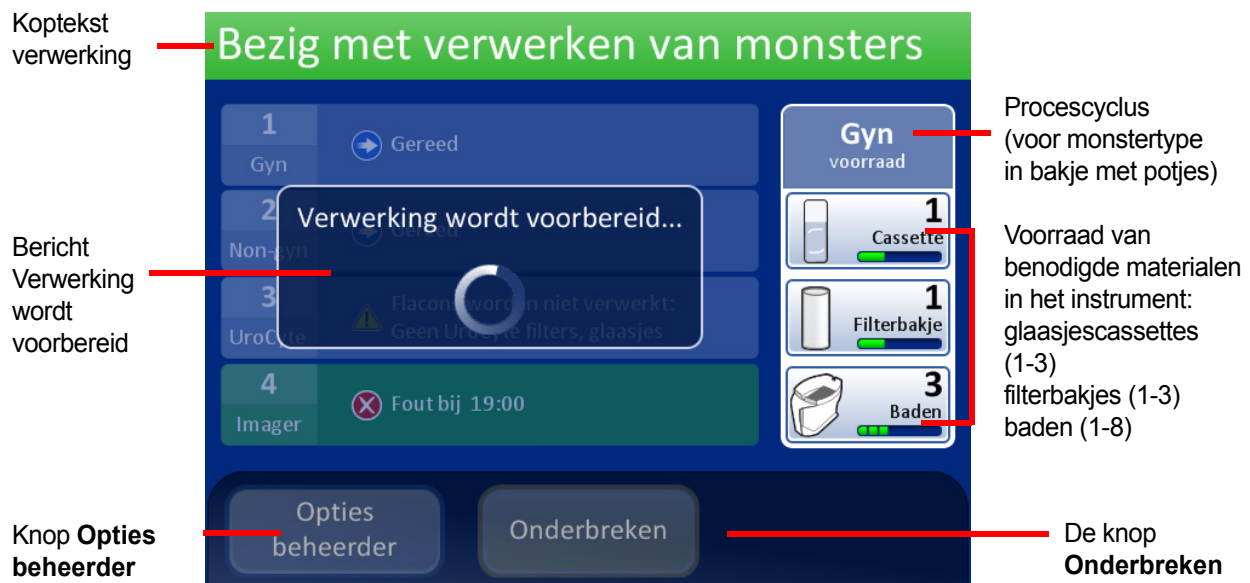 Koptekst
verwerking
Bezig met verwerken van monsters
1
Gyn
Gereed
2
Non-gyn
Gereed
3
UroCyte
Flacons worden niet verwerkt:
Geen UroCyte filters, glaasjes
4
Imager
Fout bij 19:00
Verwerking wordt voorbereid...
Gyn
voorraad
1
Cassette
1
Filterbakje
3
Baden
Opties
beheerder
Onderbreken
Bericht
Verwerking
wordt
voorbereid
Knop Opties
beheerder
Procescyclus
(voor monstertype
in bakje met potjes)
Voorraad van
benodigde materialen
in het instrument:
glaasjescassettes
(1-3)
filterbakjes (1-3)
baden (1-8)
De knop
Onderbreken